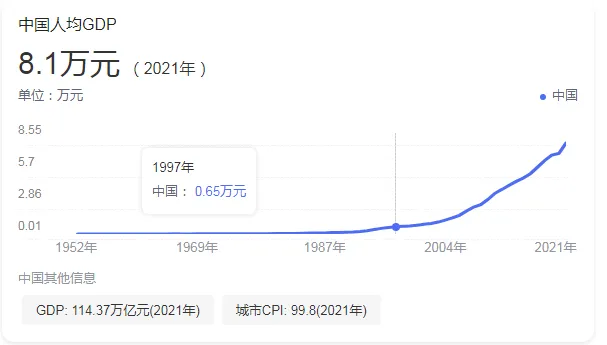 中国人均GDP
8.1万元 （2021年）
单位：万元
中国
8.55
5.7
2.86
0.01
1997年
中国： 0.65万元
1952年 1969年 1987年 2004年 2021年
中国其他信息
GDP: 114.37万亿元(2021年) 城市CPI: 99.8(2021年)